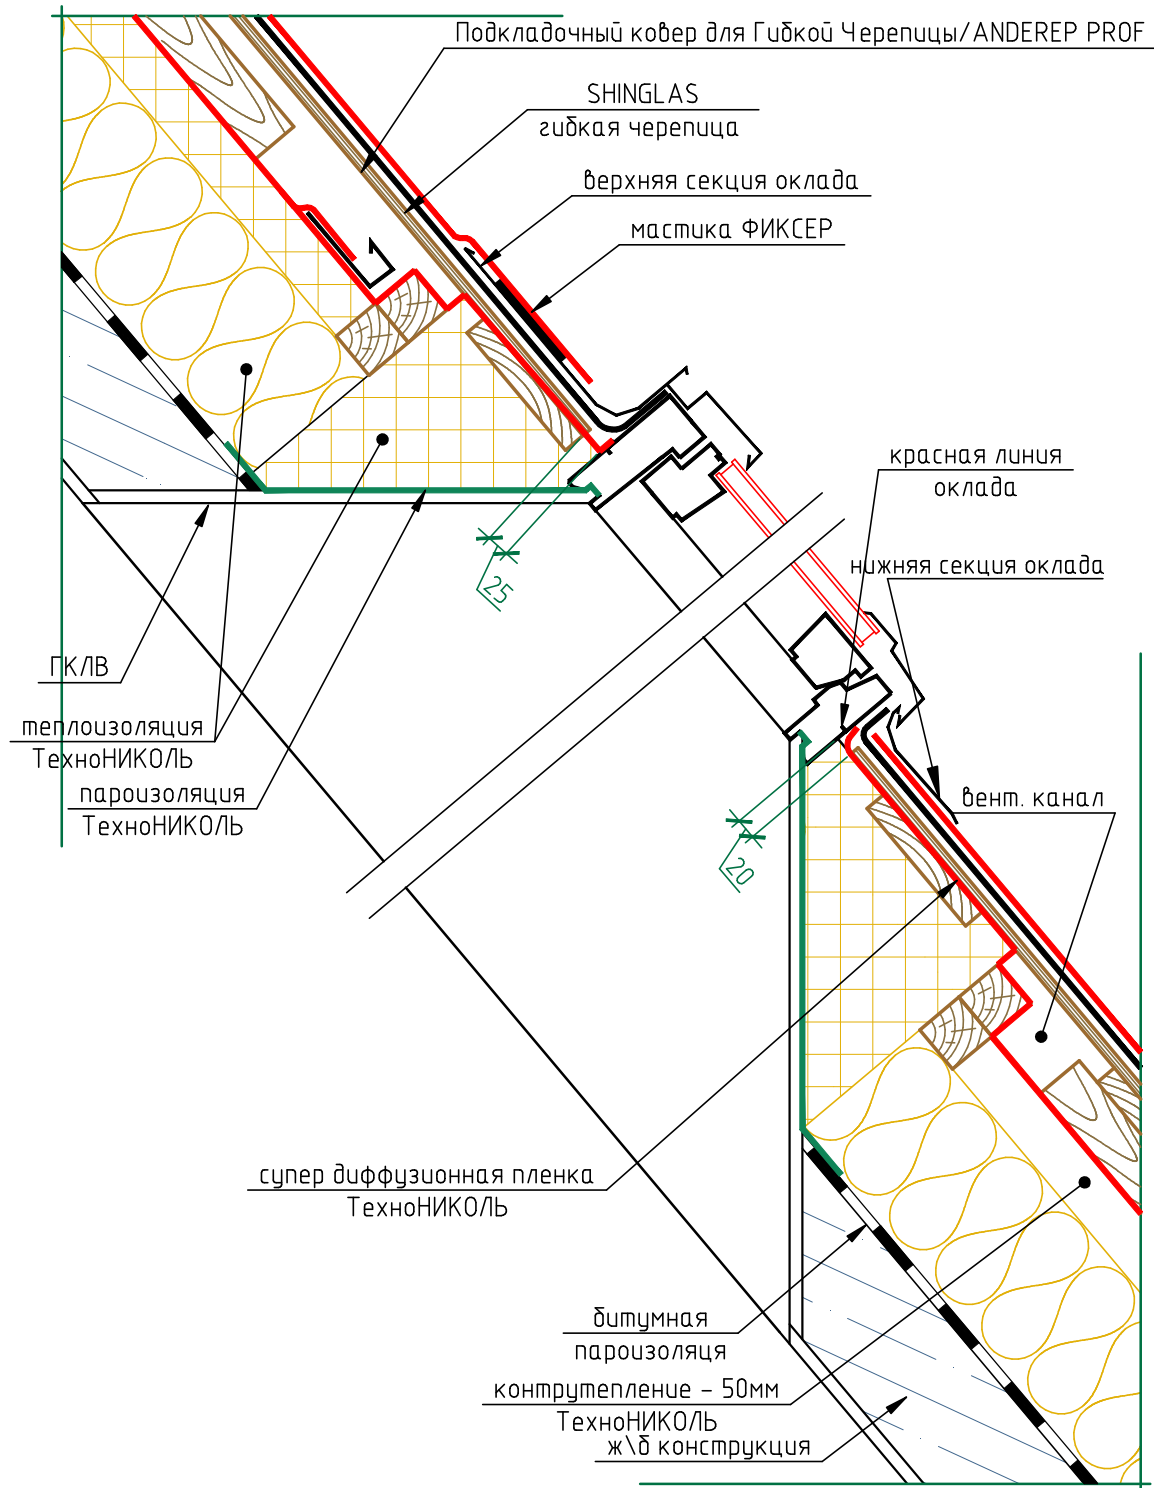 Подкладочный ковер для Гибкой Черепицы/ANDEREP PROF
SHINGLAS
гибкая черепица
верхняя секция оклада
мастика ФИКСЕР
красная линия
оклада
нижняя секция оклада
25
ГКЛВ
теплоизоляция
ТехноНИКОЛЬ
пароизоляция
ТехноНИКОЛЬ
вент. канал
20
супер диффузионная пленка
ТехноНИКОЛЬ
битумная
пароизоляця
контрутепление - 50мм
ТехноНИКОЛЬ
ж\б конструкция